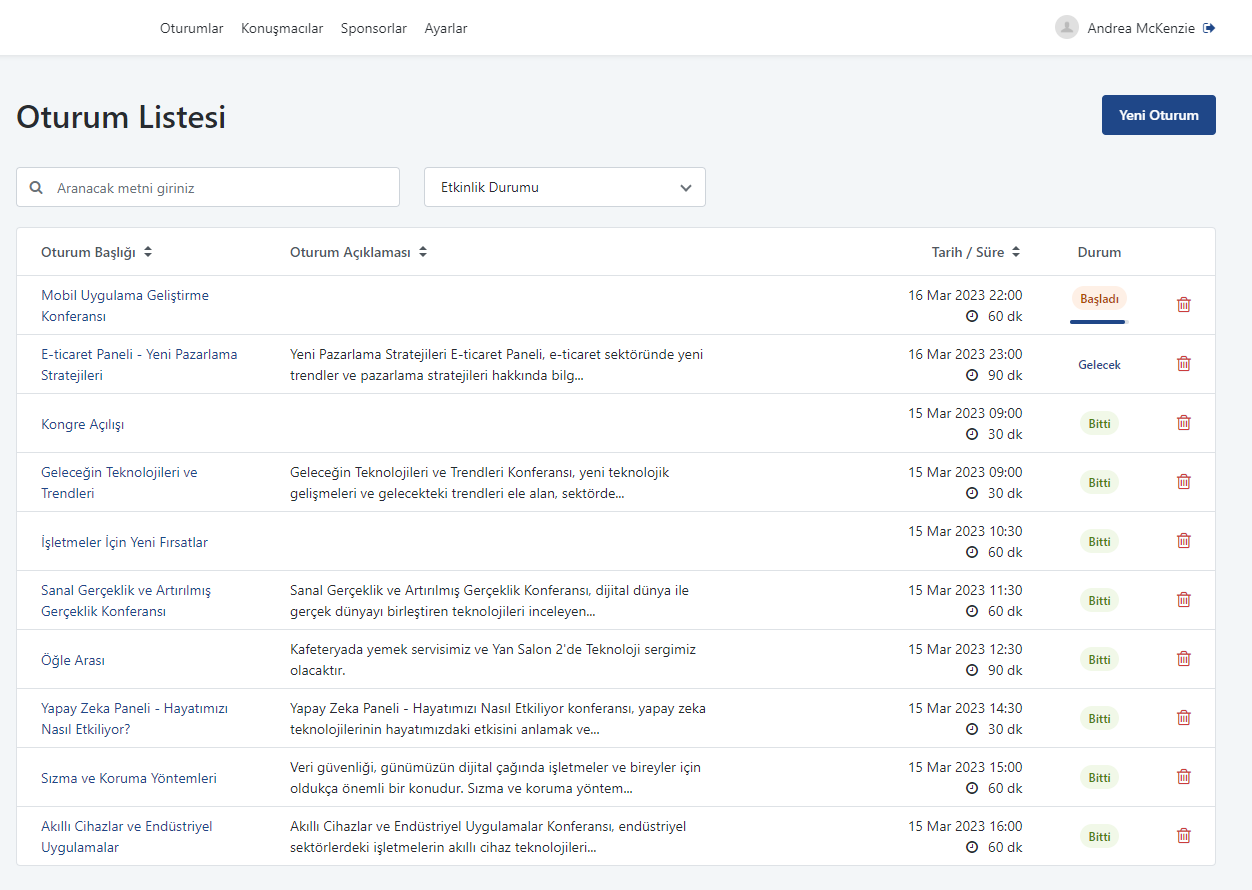 Oturumlar Konuşmacılar Sponsorlar Ayarlar Andrea McKenzie
Oturum Listesi
Yeni Oturum
Aranacak metni giriniz
Etkinlik Durumu
Oturum Başlığı Oturum Açıklaması Tarih / Süre Durum
Mobil Uygulama Geliştirme
Konferansı
16 Mar 2023 22:00
60 dk
Başladı
E-ticaret Paneli - Yeni Pazarlama
Stratejileri
Yeni Pazarlama Stratejileri E-ticaret Paneli, e-ticaret sektöründe yeni
trendler ve pazarlama stratejileri hakkında bilg...
16 Mar 2023 23:00
90 dk
Gelecek
Kongre Açılışı
15 Mar 2023 09:00
30 dk
Bitti
Geleceğin Teknolojileri ve
Trendleri
Geleceğin Teknolojileri ve Trendleri Konferansı, yeni teknolojik
gelişmeleri ve gelecekteki trendleri ele alan, sektörde...
15 Mar 2023 09:00
30 dk
Bitti
İşletmeler İçin Yeni Fırsatlar
15 Mar 2023 10:30
60 dk
Bitti
Sanal Gerçeklik ve Artırılmış
Gerçeklik Konferansı
Sanal Gerçeklik ve Artırılmış Gerçeklik Konferansı, dijital dünya ile
gerçek dünyayı birleştiren teknolojileri inceleyen...
15 Mar 2023 11:30
60 dk
Bitti
Öğle Arası
Kafeteryada yemek servisimiz ve Yan Salon 2'de Teknoloji sergimiz
olacaktır.
15 Mar 2023 12:30
90 dk
Bitti
Yapay Zeka Paneli - Hayatımızı
Nasıl Etkiliyor?
Yapay Zeka Paneli - Hayatımızı Nasıl Etkiliyor konferansı, yapay zeka
teknolojilerinin hayatımızdaki etkisini anlamak ve...
15 Mar 2023 14:30
30 dk
Bitti
Sızma ve Koruma Yöntemleri
Veri güvenliği, günümüzün dijital çağında işletmeler ve bireyler için
oldukça önemli bir konudur. Sızma ve koruma yöntem...
15 Mar 2023 15:00
60 dk
Bitti
Akıllı Cihazlar ve Endüstriyel
Uygulamalar
Akıllı Cihazlar ve Endüstriyel Uygulamalar Konferansı, endüstriyel
sektörlerdeki işletmelerin akıllı cihaz teknolojileri...
15 Mar 2023 16:00
60 dk
Bitti